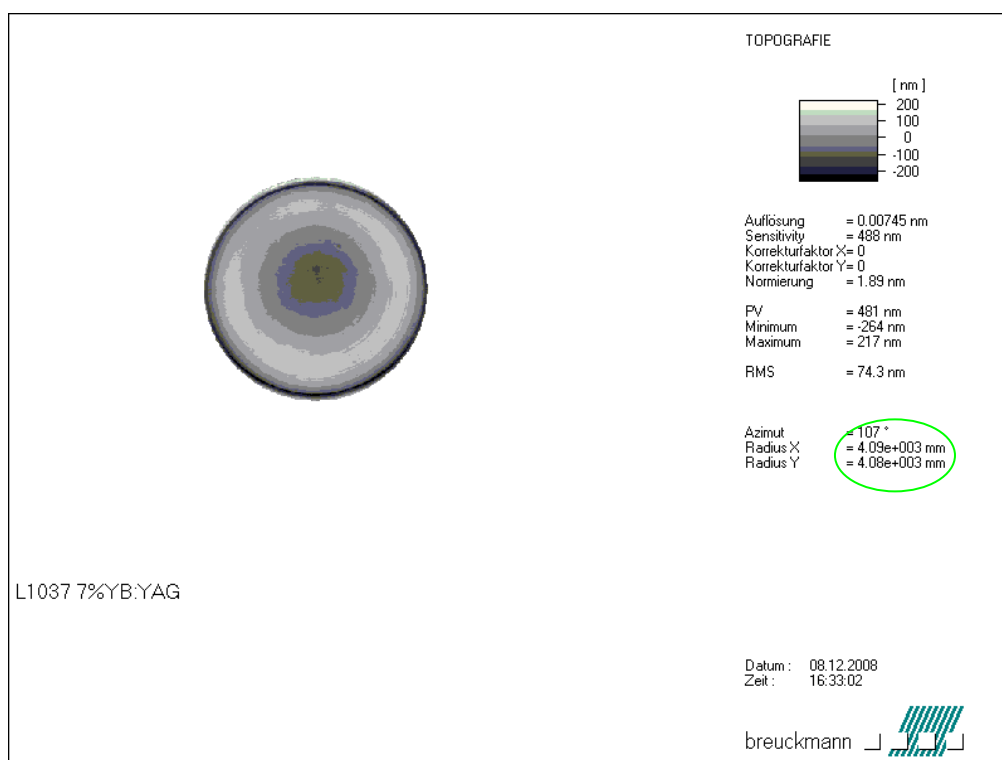 TOPOGRAFIE
[ nm ]
200
100
0
-100
-200
Auflösung = 0.00745 nm
Sensitivity = 488 nm
Korrekturfaktor X= 0
Korrekturfaktor Y= 0
Normierung = 1.89 nm
PV = 481 nm
Minimum = -264 nm
Maximum = 217 nm
RMS = 74.3 nm
Azimut = 107 °
Radius X = 4.09e+003 mm
Radius Y = 4.08e+003 mm
L1037 7%YB:YAG
Datum : 08.12.2008
Zeit : 16:33:02
breuckmann